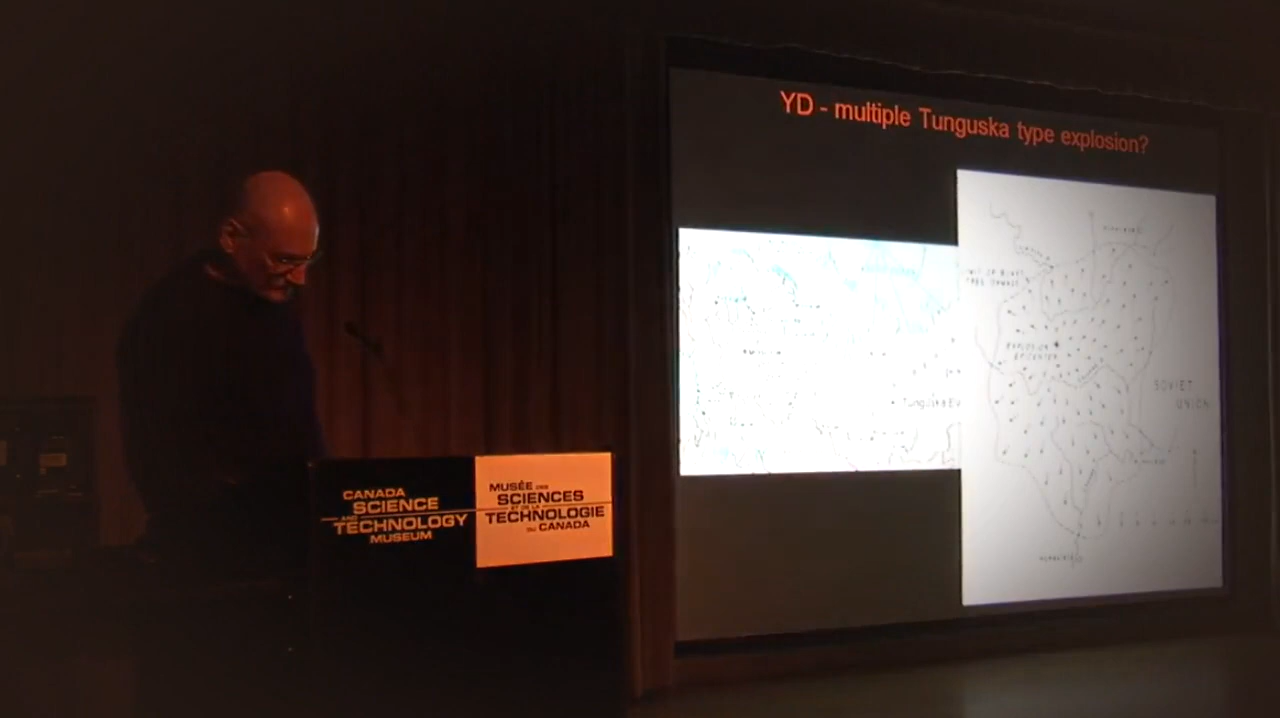 YD - multiple Tunguska type explosion?
EXPLOSION
EPICENTER
SOVIET
UNION
Tunguska Ev
CANADA
SCIENCE
AND
TECHNOLOGY
MUSEUM
MUSÉE DES
SCIENCES
ET DE LA
TECHNOLOGIE
DU CANADA